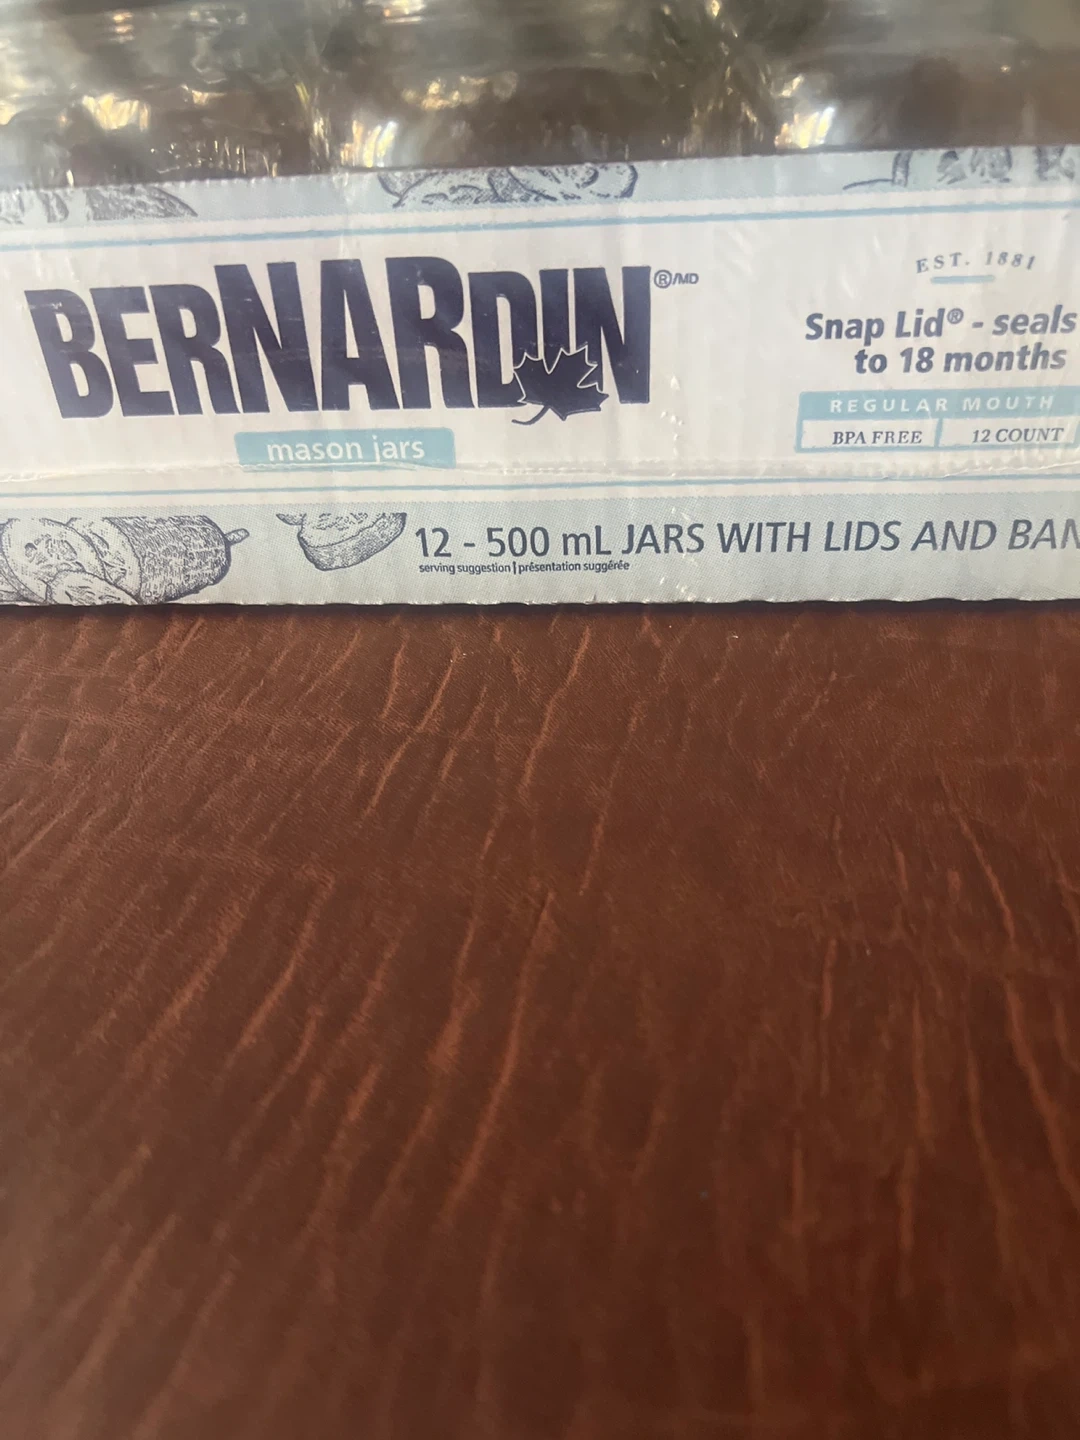 BERNARDIN®/MD
mason jars
EST. 1881
Snap Lid® - seals
to 18 months
REGULAR MOUTH
BPA FREE
12 COUNT
12 - 500 mL JARS WITH LIDS AND BAN
serving suggestion | présentation suggérée